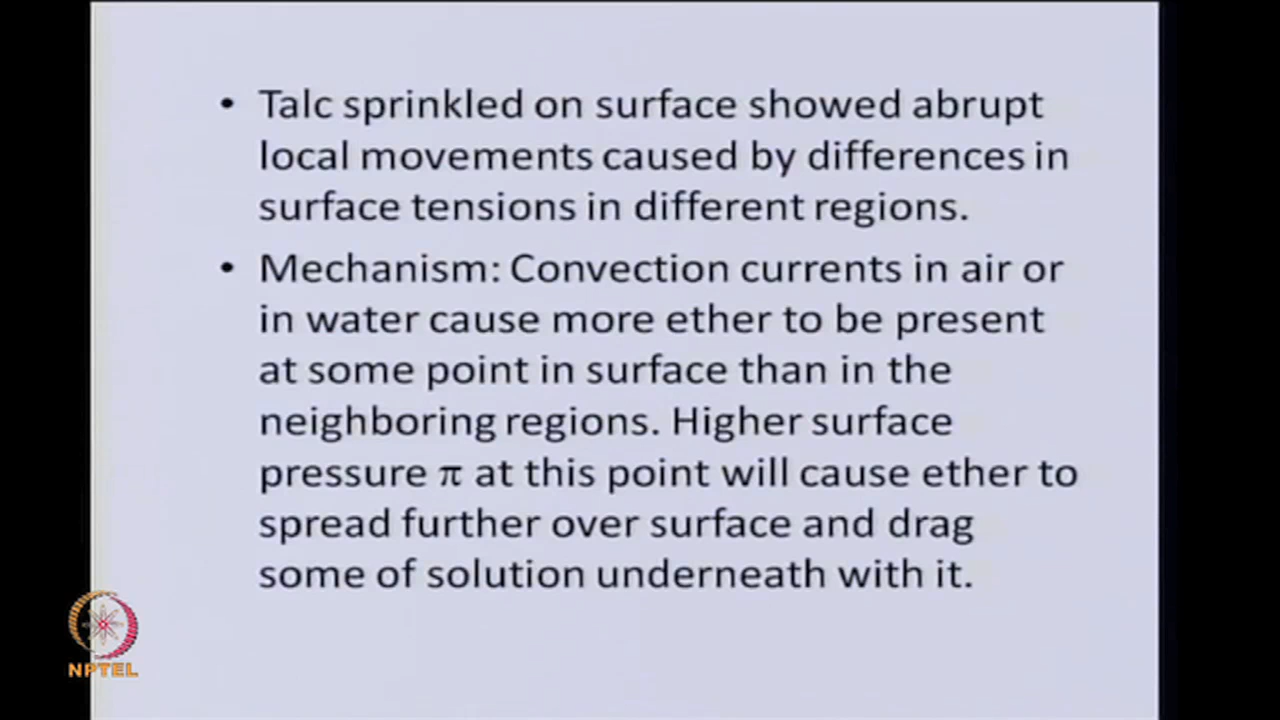 • Talc sprinkled on surface showed abrupt
local movements caused by differences in
surface tensions in different regions.
• Mechanism: Convection currents in air or
in water cause more ether to be present
at some point in surface than in the
neighboring regions. Higher surface
pressure π at this point will cause ether to
spread further over surface and drag
some of solution underneath with it.
NPTEL